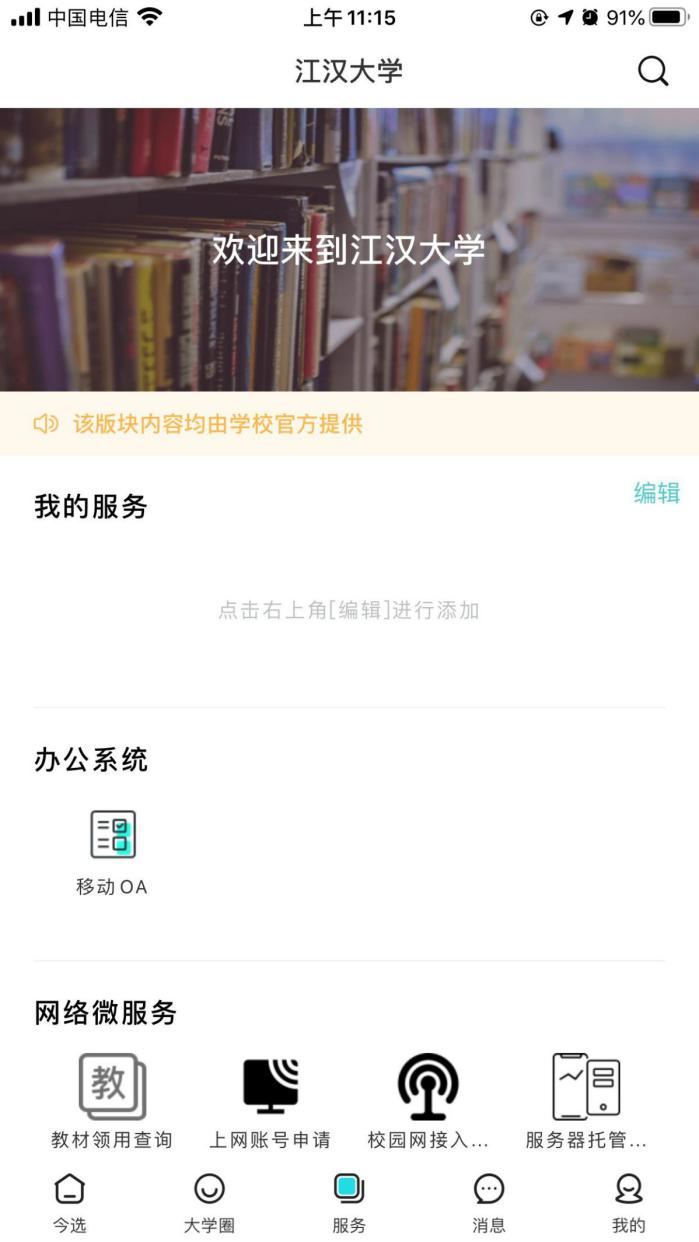 中国电信 上午11:15 91%
江汉大学
欢迎来到江汉大学
该版块内容均由学校官方提供
我的服务 编辑
点击右上角[编辑]进行添加
办公系统
移动OA
网络微服务
教
教材领用查询 上网账号申请 校园网接入... 服务器托管...
今选 大学圈 服务 消息 我的